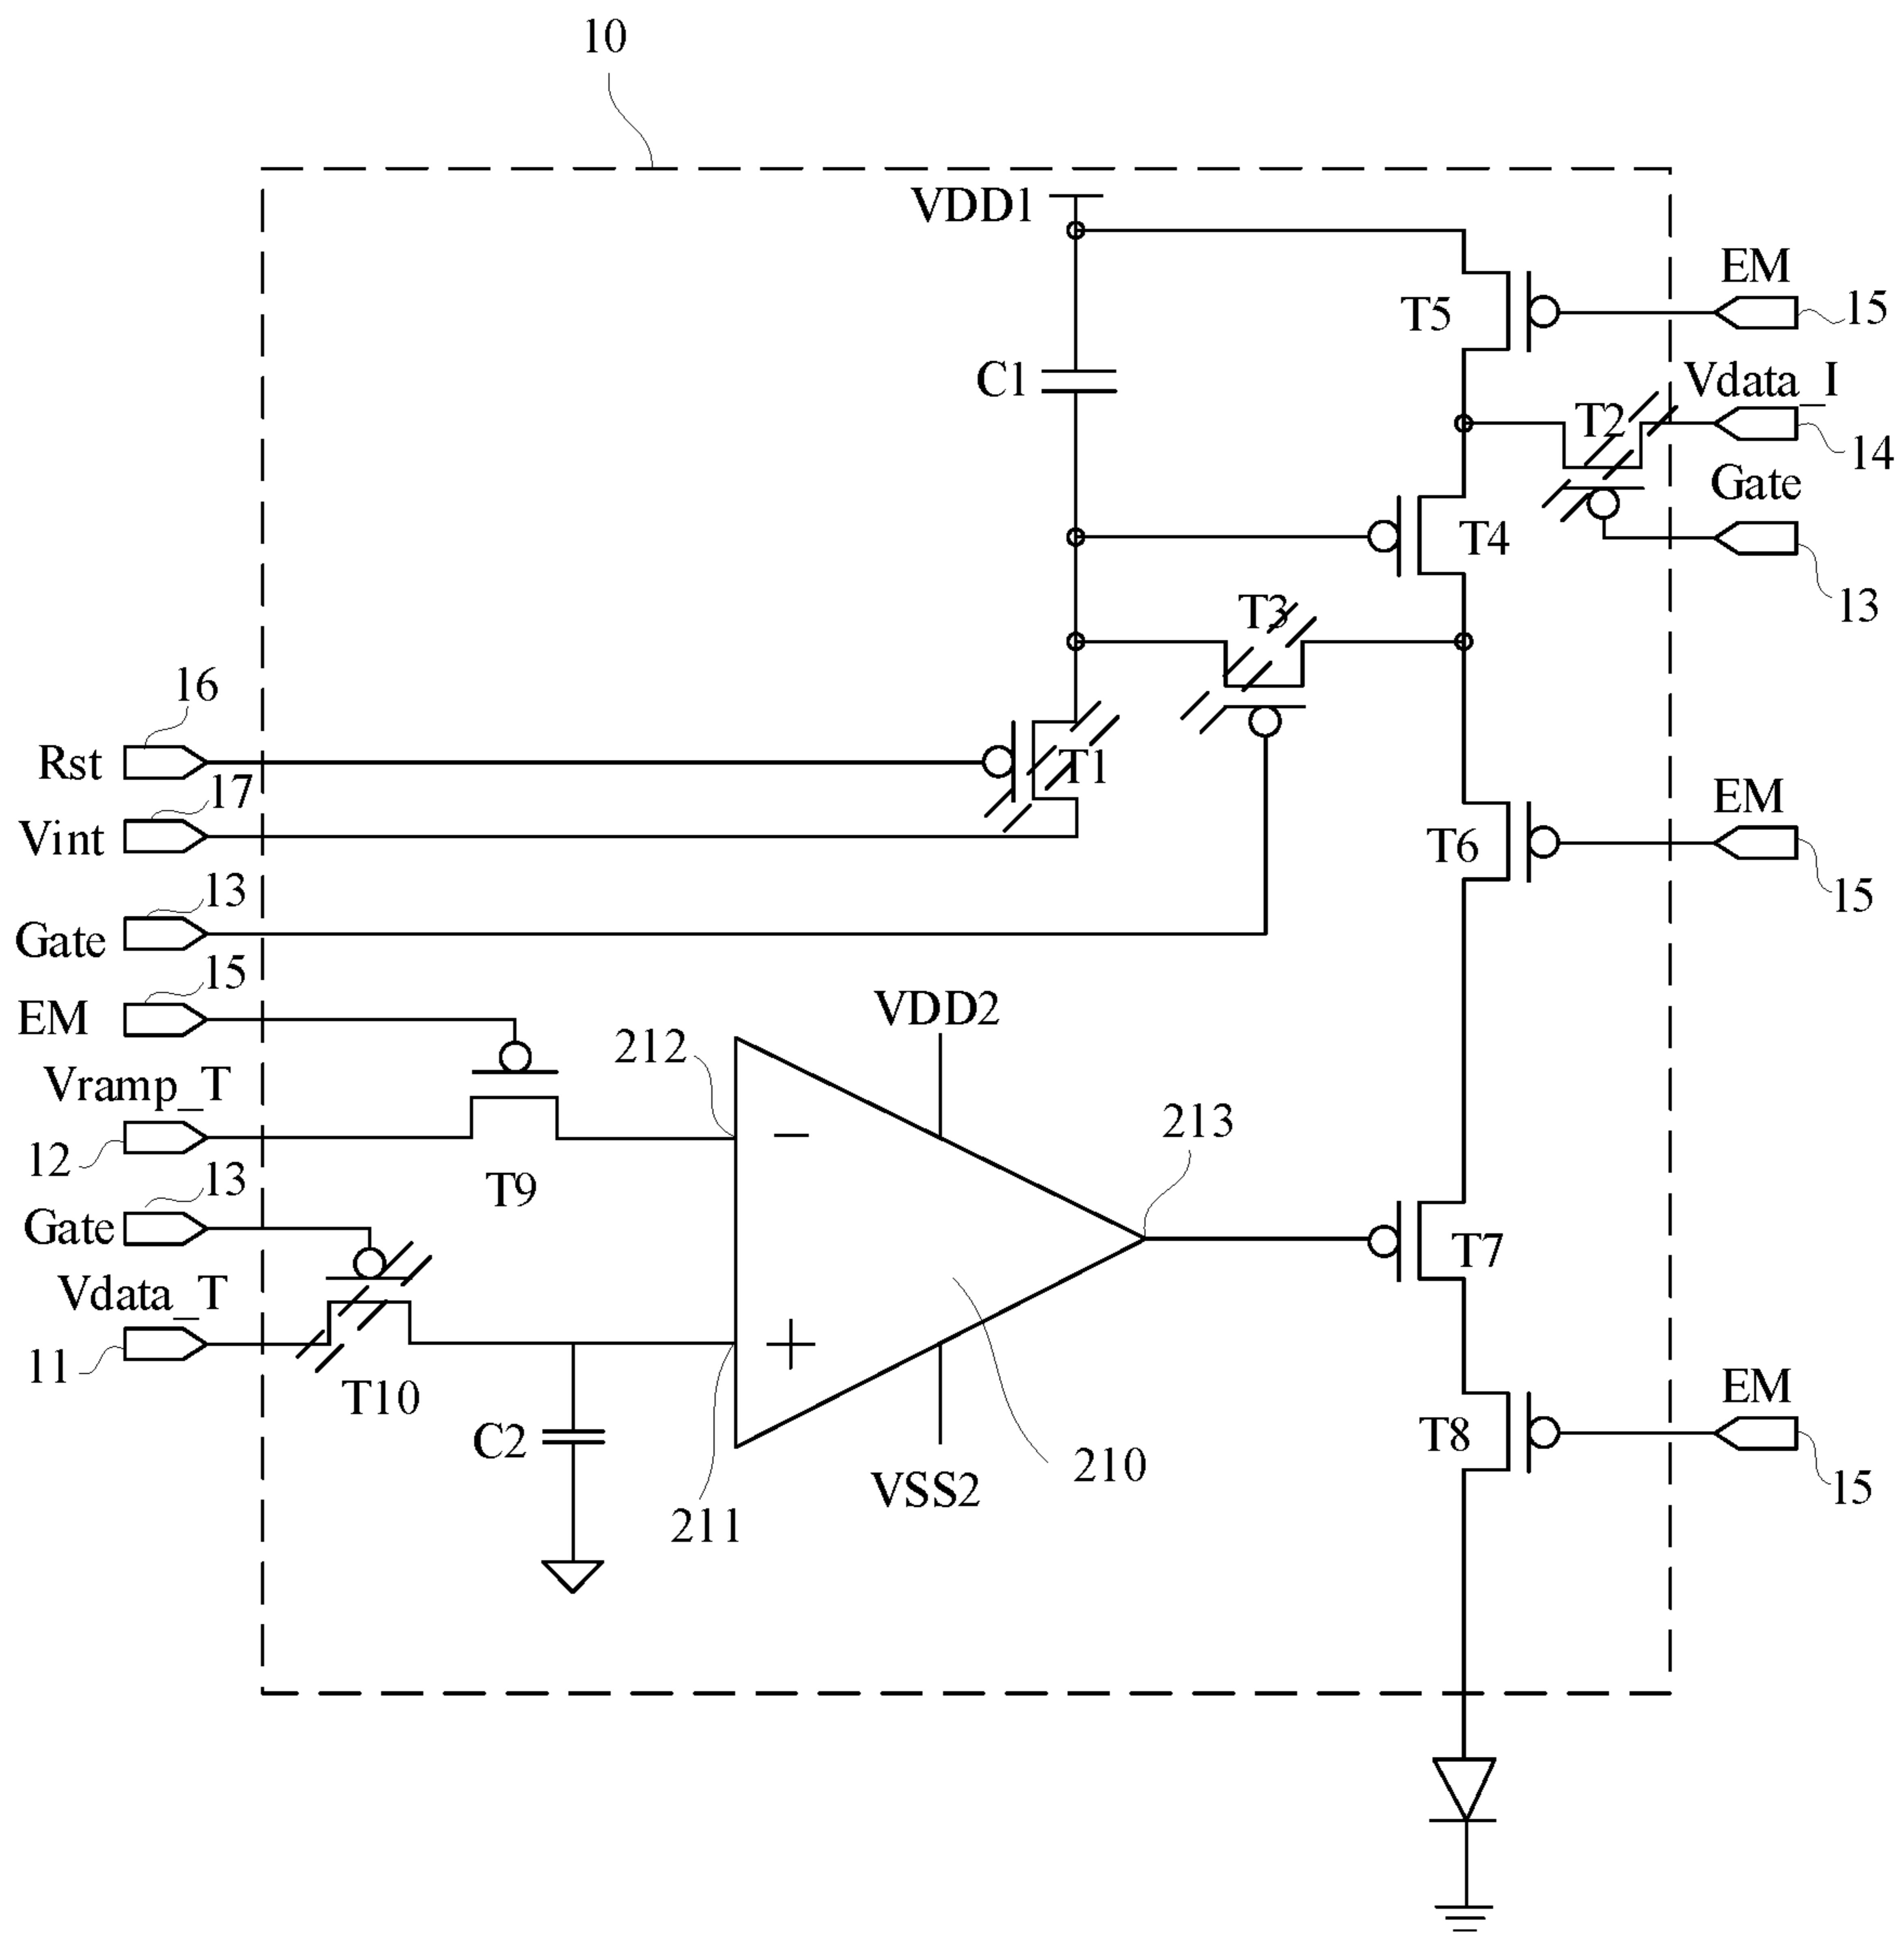 10
VDD1
EM
T5
15
Vdata_I
C1
T2
14
Gate
T4
T3
13
16
Rst
T1
17
EM
Vint
T6
13
15
Gate
15
EM
VDD2
212
Vramp_T
213
12
T9
13
Gate
T7
Vdata_T
11
EM
T10
T8
C2
210
15
VSS2
211